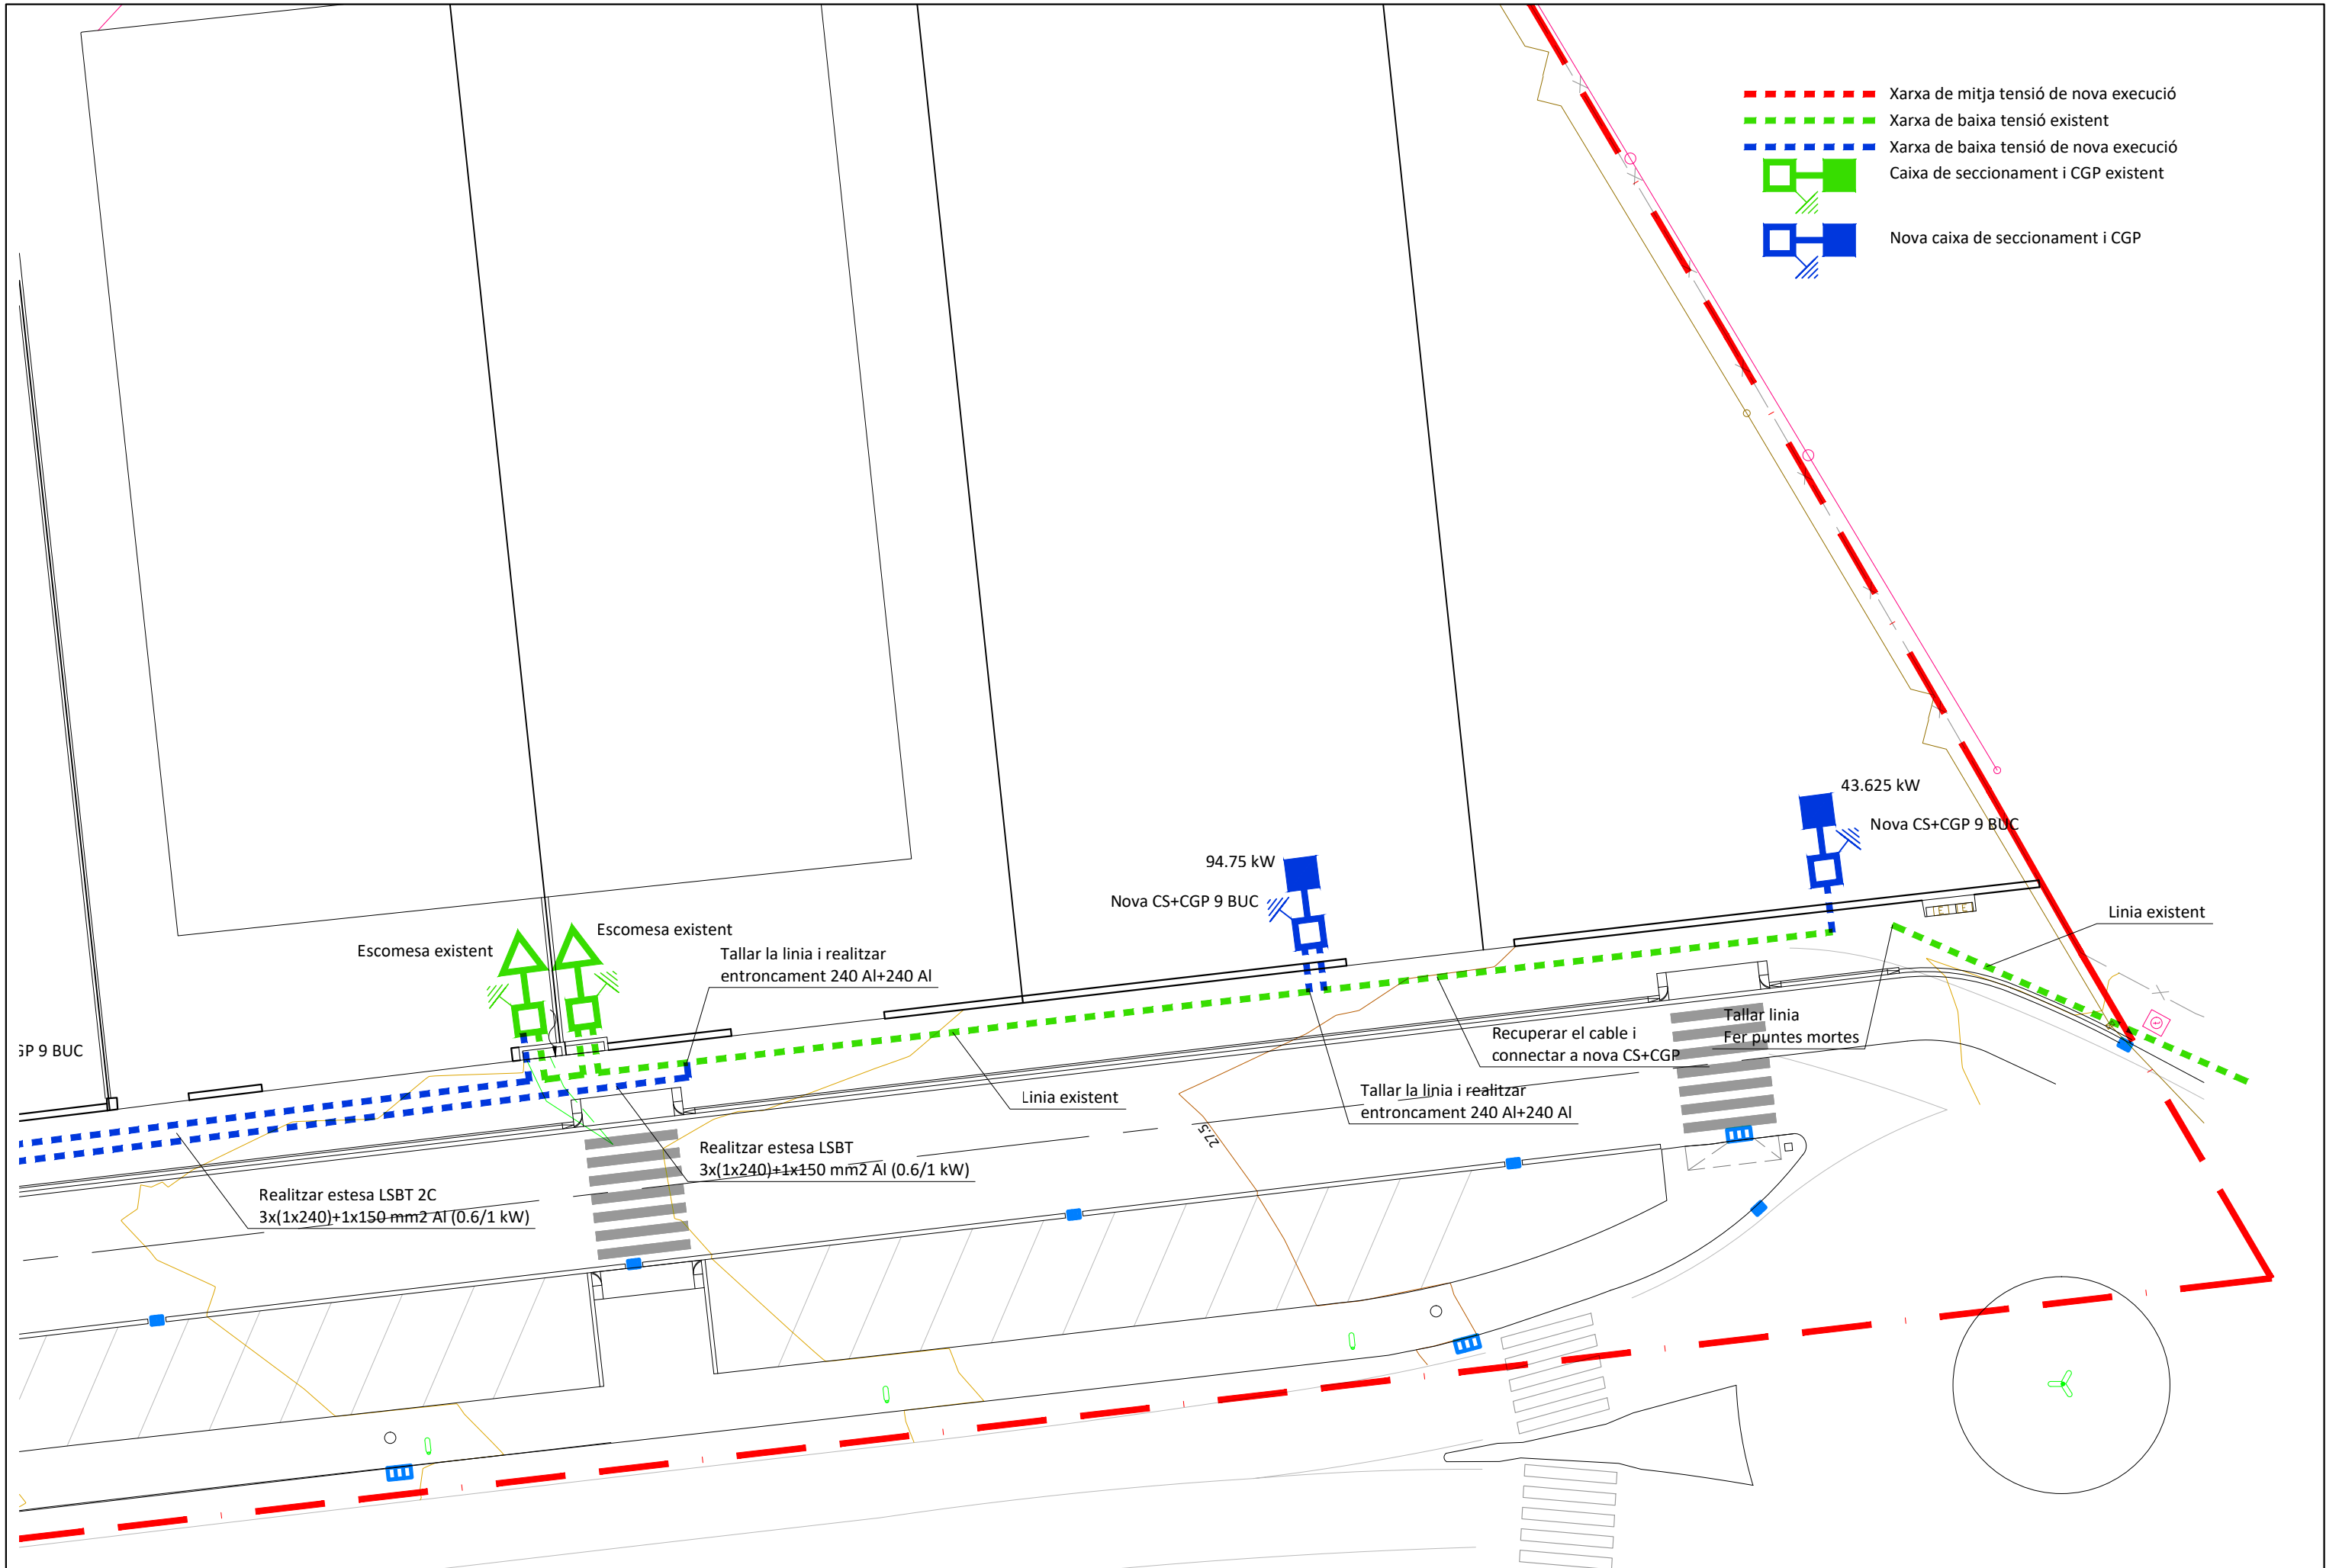 Xarxa de mitja tensió de nova execució
Xarxa de baixa tensió existent
Xarxa de baixa tensió de nova execució
Caixa de seccionament i CGP existent
Nova caixa de seccionament i CGP
43.625 kW
Nova CS+CGP 9 BUC
94.75 kW
Nova CS+CGP 9 BUC
Linia existent
Escomesa existent
Escomesa existent
Tallar la linia i realitzar
entroncament 240 Al+240 Al
Tallar linia
Fer puntes mortes
Recuperar el cable i
connectar a nova CS+CGP
GP 9 BUC
Linia existent
Tallar la linia i realitzar
entroncament 240 Al+240 Al
27.5
Realitzar estesa LSBT
3x(1x240)+1x150 mm2 Al (0.6/1 kW)
Realitzar estesa LSBT 2C
3x(1x240)+1x150 mm2 Al (0.6/1 kW)